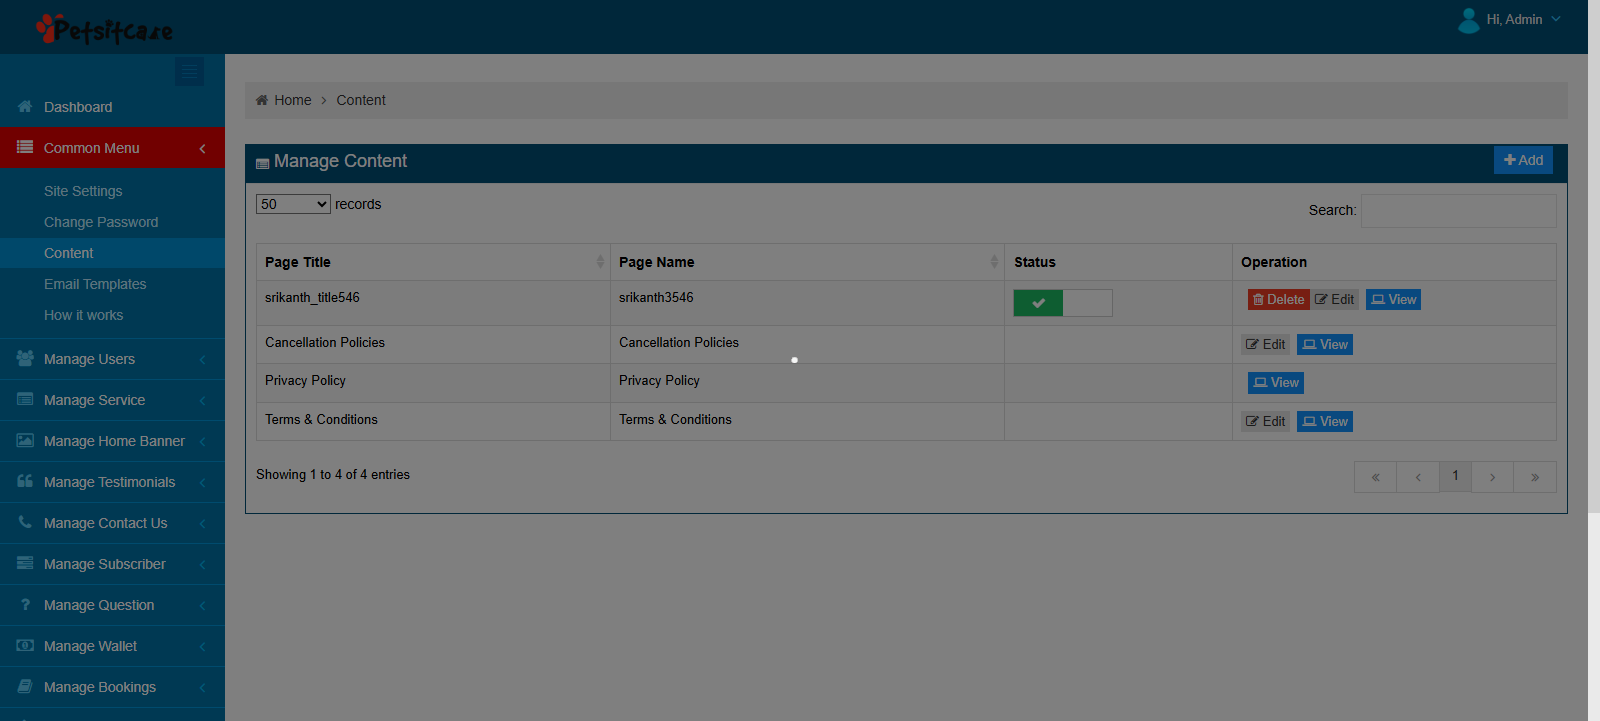 Petsitcare
Hi, Admin
Dashboard
Common Menu
Site Settings
Change Password
Content
Email Templates
How it works
Manage Users
Manage Service
Manage Home Banner
Manage Testimonials
Manage Contact Us
Manage Subscriber
Manage Question
Manage Wallet
Manage Bookings
Home > Content
Manage Content
Add
50 records
Search:
Page Title Page Name Status Operation
srikanth_title546 srikanth3546 Delete Edit View
Cancellation Policies Cancellation Policies Edit View
Privacy Policy Privacy Policy View
Terms & Conditions Terms & Conditions Edit View
Showing 1 to 4 of 4 entries
« ‹ 1 › »